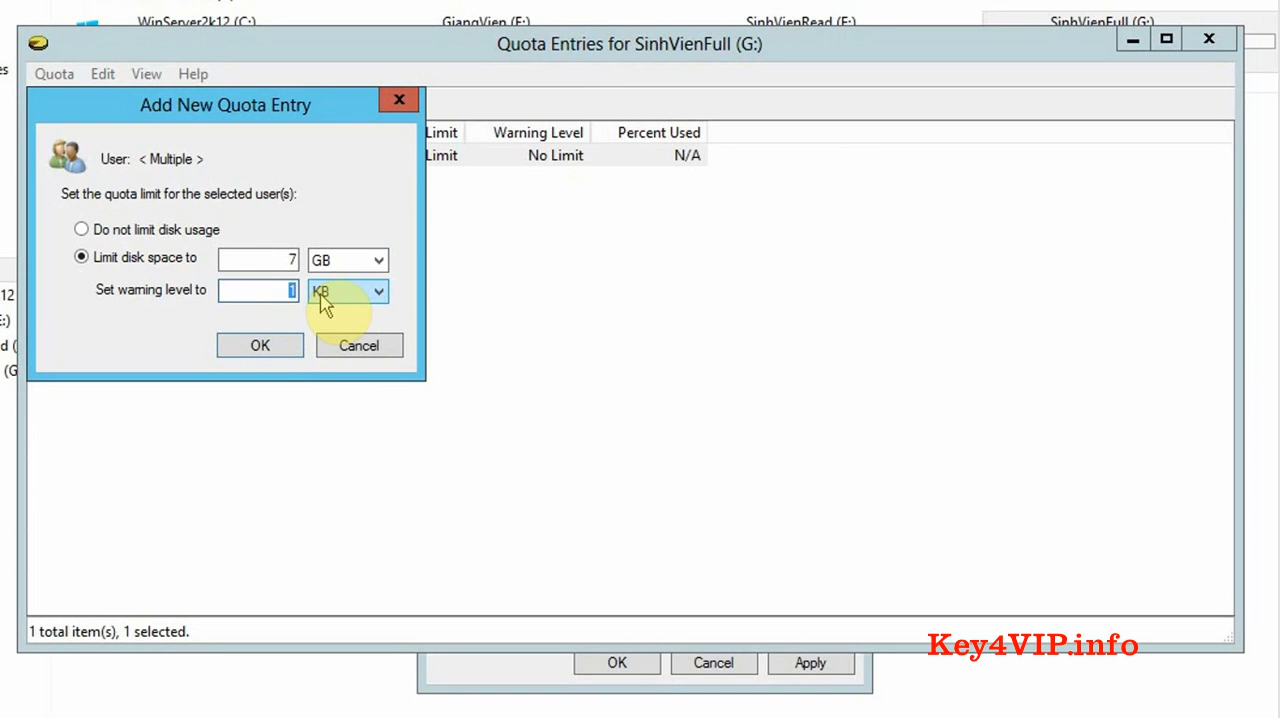 WinServer2k12 (C:)
GiangVien (E:)
SinhVienRead (F:)
SinhVienFull (G:)
Quota Entries for SinhVienFull (G:)
Quota Edit View Help
Add New Quota Entry
Limit Warning Level Percent Used
Limit No Limit N/A
User: < Multiple >
Set the quota limit for the selected user(s):
Do not limit disk usage
Limit disk space to 7 GB
Set warning level to 1 KB
OK Cancel
12
E:)
d (
(G
1 total item(s), 1 selected.
Key4VIP.info
OK Cancel Apply